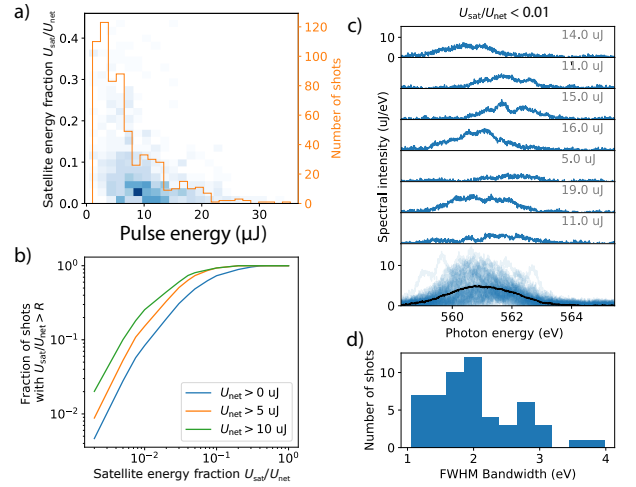 a)
Satellite energy fraction U_sat/U_net
0.4
0.3
0.2
0.1
0.0
0
10
20
30
Pulse energy (μJ)
120
100
80
60
40
20
0
Number of shots
b)
Fraction of shots
with U_sat/U_net > R
10⁰
10⁻¹
10⁻²
U_net > 0 uJ
U_net > 5 uJ
U_net > 10 uJ
10⁻²
10⁻¹
10⁰
Satellite energy fraction U_sat/U_net
c)
U_sat/U_net < 0.01
Spectral intensity (uJ/eV)
10
0
14.0 uJ
11.0 uJ
15.0 uJ
16.0 uJ
5.0 uJ
19.0 uJ
11.0 uJ
10
0
560
562
564
Photon energy (eV)
d)
Number of shots
10
5
0
1
2
3
4
FWHM Bandwidth (eV)